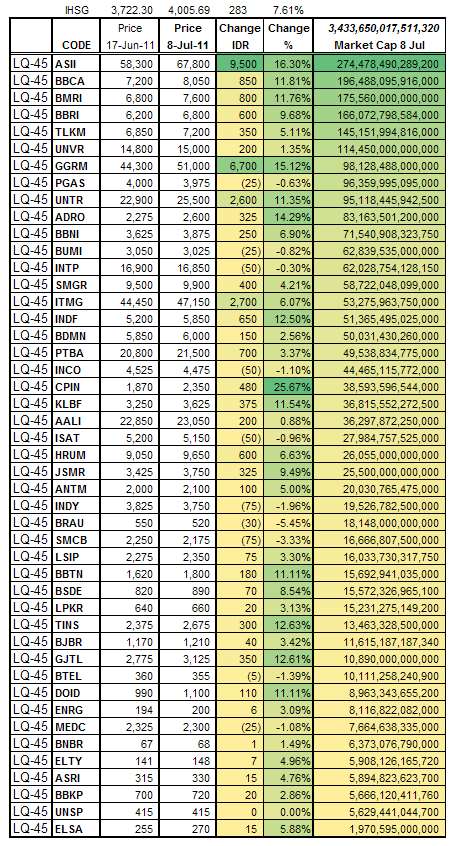 IHSG 3,722.30 4,005.69 283 7.61%
Price Price Change Change 3,433,650,017,511,320
CODE 17-Jun-11 8-Jul-11 IDR % Market Cap 8 Jul
LQ-45 ASII 58,300 67,800 9,500 16.30% 274,478,490,289,200
LQ-45 BBCA 7,200 8,050 850 11.81% 196,488,095,916,000
LQ-45 BMRI 6,800 7,600 800 11.76% 175,560,000,000,000
LQ-45 BBRI 6,200 6,800 600 9.68% 166,072,798,584,000
LQ-45 TLKM 6,850 7,200 350 5.11% 145,151,994,816,000
LQ-45 UNVR 14,800 15,000 200 1.35% 114,450,000,000,000
LQ-45 GGRM 44,300 51,000 6,700 15.12% 98,128,488,000,000
LQ-45 PGAS 4,000 3,975 (25) -0.63% 96,359,995,095,000
LQ-45 UNTR 22,900 25,500 2,600 11.35% 95,118,445,942,500
LQ-45 ADRO 2,275 2,600 325 14.29% 83,163,501,200,000
LQ-45 BBNI 3,625 3,875 250 6.90% 71,540,908,323,750
LQ-45 BUMI 3,050 3,025 (25) -0.82% 62,839,535,000,000
LQ-45 INTP 16,900 16,850 (50) -0.30% 62,028,754,128,150
LQ-45 SMGR 9,500 9,900 400 4.21% 58,722,048,099,000
LQ-45 ITMG 44,450 47,150 2,700 6.07% 53,275,963,750,000
LQ-45 INDF 5,200 5,850 650 12.50% 51,365,495,025,000
LQ-45 BDMN 5,850 6,000 150 2.56% 50,031,430,260,000
LQ-45 PTBA 20,800 21,500 700 3.37% 49,538,834,775,000
LQ-45 INCO 4,525 4,475 (50) -1.10% 44,465,115,772,000
LQ-45 CPIN 1,870 2,350 480 25.67% 38,593,596,544,000
LQ-45 KLBF 3,250 3,625 375 11.54% 36,815,552,272,500
LQ-45 AALI 22,850 23,050 200 0.88% 36,297,872,250,000
LQ-45 ISAT 5,200 5,150 (50) -0.96% 27,984,757,525,000
LQ-45 HRUM 9,050 9,650 600 6.63% 26,055,000,000,000
LQ-45 JSMR 3,425 3,750 325 9.49% 25,500,000,000,000
LQ-45 ANTM 2,000 2,100 100 5.00% 20,030,765,475,000
LQ-45 INDY 3,825 3,750 (75) -1.96% 19,526,782,500,000
LQ-45 BRAU 550 520 (30) -5.45% 18,148,000,000,000
LQ-45 SMCB 2,250 2,175 (75) -3.33% 16,666,807,500,000
LQ-45 LSIP 2,275 2,350 75 3.30% 16,033,730,317,750
LQ-45 BBTN 1,620 1,800 180 11.11% 15,692,941,035,000
LQ-45 BSDE 820 890 70 8.54% 15,572,326,965,100
LQ-45 LPKR 640 660 20 3.13% 15,231,275,149,200
LQ-45 TINS 2,375 2,675 300 12.63% 13,463,328,500,000
LQ-45 BJBR 1,170 1,210 40 3.42% 11,615,187,187,340
LQ-45 GJTL 2,775 3,125 350 12.61% 10,890,000,000,000
LQ-45 BTEL 360 355 (5) -1.39% 10,111,258,240,900
LQ-45 DOID 990 1,100 110 11.11% 8,963,343,655,200
LQ-45 ENRG 194 200 6 3.09% 8,116,822,082,000
LQ-45 MEDC 2,325 2,300 (25) -1.08% 7,664,638,335,000
LQ-45 BNBR 67 68 1 1.49% 6,373,076,790,000
LQ-45 ELTY 141 148 7 4.96% 5,908,126,165,720
LQ-45 ASRI 315 330 15 4.76% 5,894,823,623,700
LQ-45 BBKP 700 720 20 2.86% 5,666,120,411,760
LQ-45 UNSP 415 415 0 0.00% 5,629,441,044,700
LQ-45 ELSA 255 270 15 5.88% 1,970,595,000,000